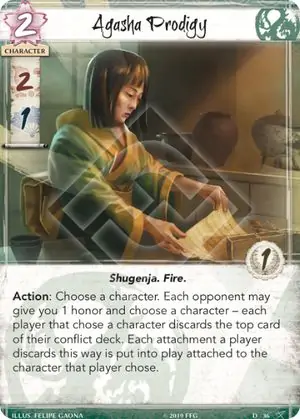 2
Agasha Prodigy
CHARACTER
2
1
1
Shugenja. Fire.
Action: Choose a character. Each opponent may
give you 1 honor and choose a character – each
player that chose a character discards the top card
of their conflict deck. Each attachment a player
discards this way is put into play attached to the
character that player chose.
ILLUS. FELIPE GAONA
© 2019 FFG
D 36